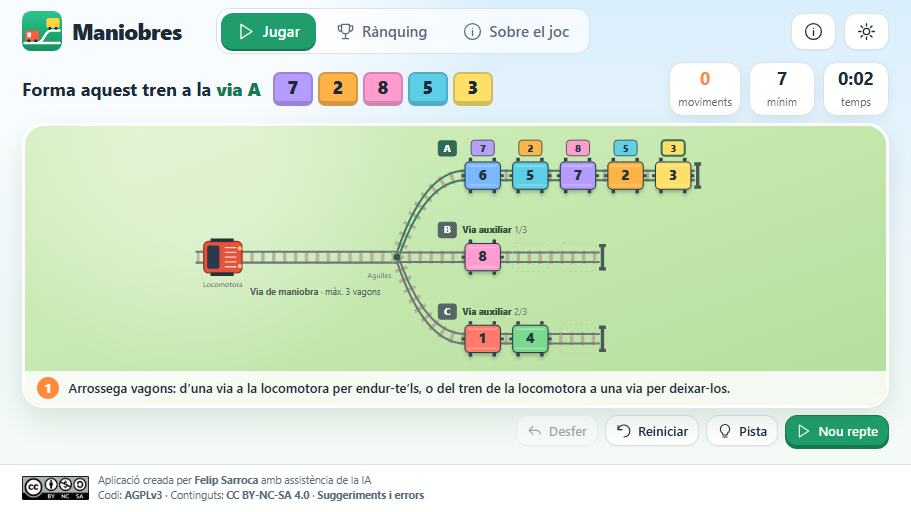 Maniobres
Jugar
Rànquing
Sobre el joc
Forma aquest tren a la via A
7 2 8 5 3
0
moviments
7
mínim
0:02
temps
A 7 2 8 5 3
6 5 7 2 3
B Via auxiliar 1/3
8
Locomotora
Agulles
Via de maniobra · màx. 3 vagons
C Via auxiliar 2/3
1 4
1 Arrossega vagons: d'una via a la locomotora per endur-te'ls, o del tren de la locomotora a una via per deixar-los.
Desfer
Reiniciar
Pista
Nou repte
CC BY NC SA
Aplicació creada per Felip Sarroca amb assistència de la IA
Codi: AGPLv3 · Continguts: CC BY-NC-SA 4.0 · Suggeriments i errors